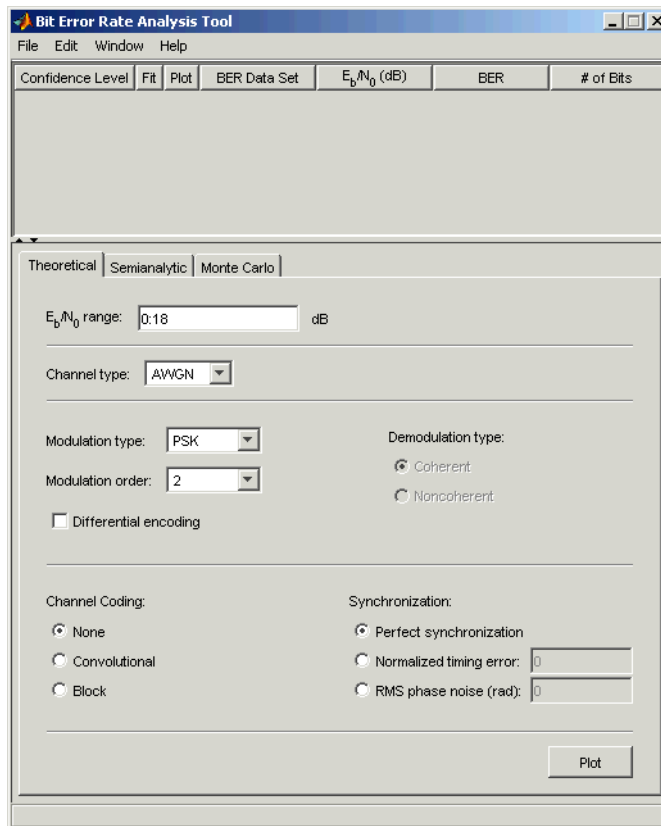 Bit Error Rate Analysis Tool
File Edit Window Help
Confidence Level Fit Plot BER Data Set Eb/N0 (dB) BER # of Bits
Theoretical Semianalytic Monte Carlo
Eb/N0 range: 0:18 dB
Channel type: AWGN
Modulation type: PSK Demodulation type:
Coherent
Modulation order: 2
Noncoherent
Differential encoding
Channel Coding: Synchronization:
None Perfect synchronization
Convolutional Normalized timing error: 0
Block RMS phase noise (rad): 0
Plot